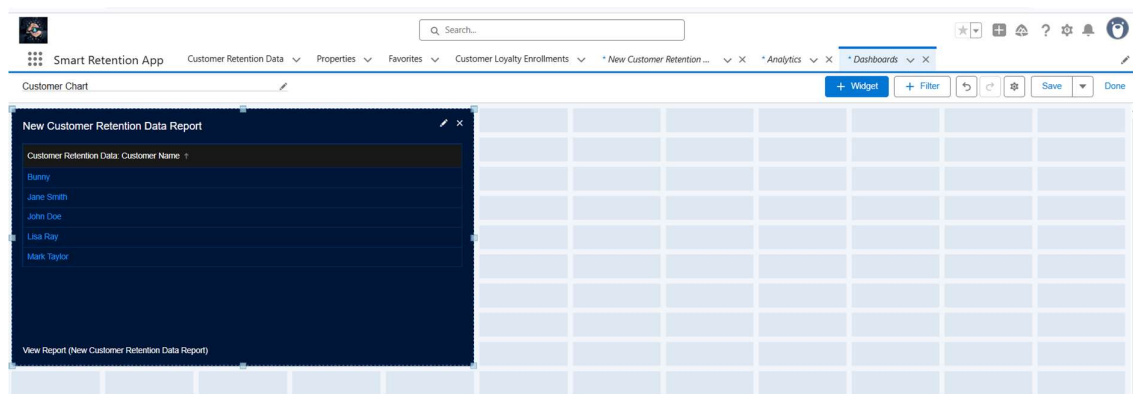 Search...
Smart Retention App Customer Retention Data Properties Favorites Customer Loyalty Enrollments * New Customer Retention ... * Analytics * Dashboards
Customer Chart + Widget + Filter Save Done
New Customer Retention Data Report
Customer Retention Data: Customer Name ↑
Bunny
Jane Smith
John Doe
Lisa Ray
Mark Taylor
View Report (New Customer Retention Data Report)